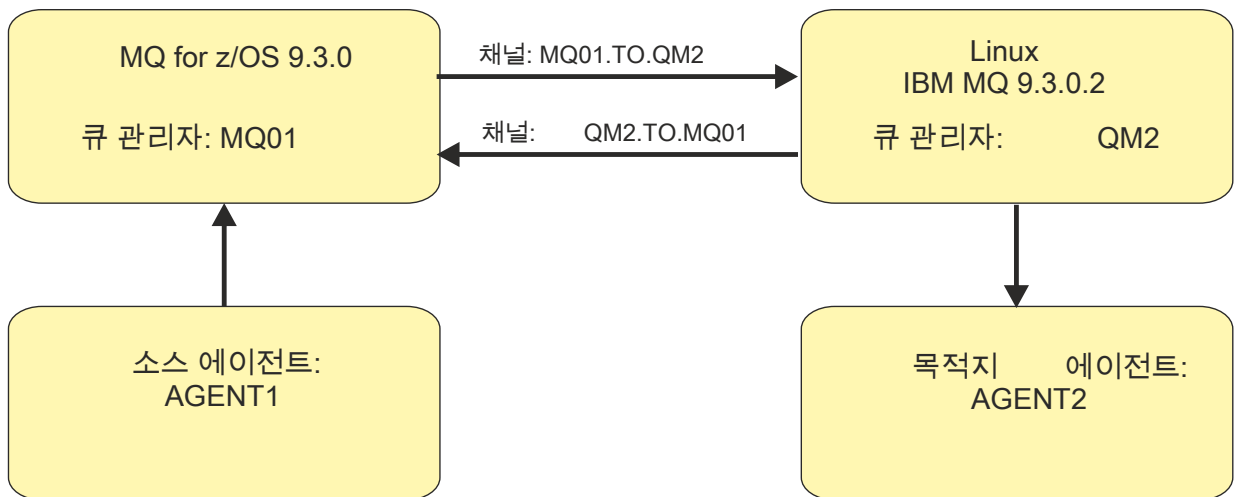 MQ for z/OS 9.3.0
큐 관리자: MQ01
채널: MQ01.TO.QM2
채널: QM2.TO.MQ01
Linux
IBM MQ 9.3.0.2
큐 관리자: QM2
소스 에이전트:
AGENT1
목적지 에이전트:
AGENT2